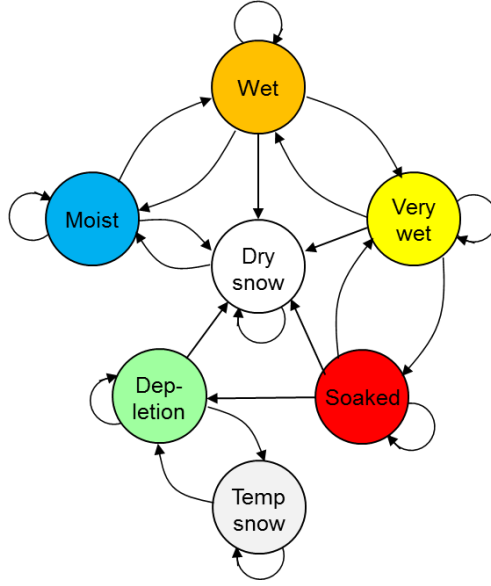 Wet
Moist
Very
wet
Dry
snow
Dep-
letion
Soaked
Temp
snow